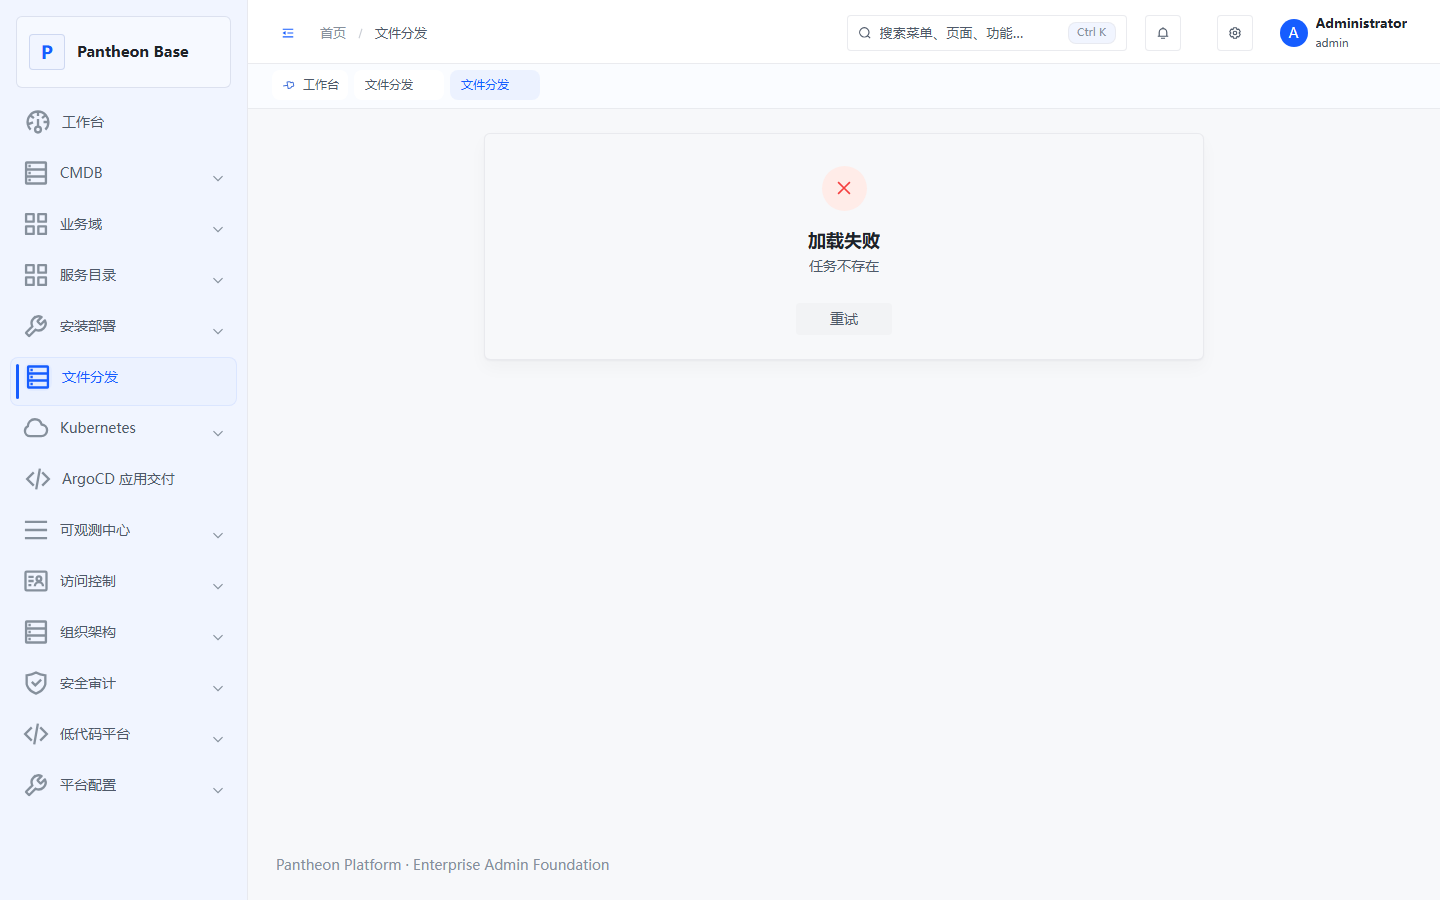 P
Pantheon Base
工作台
CMDB
业务域
服务目录
安装部署
文件分发
Kubernetes
ArgoCD 应用交付
可观测中心
访问控制
组织架构
安全审计
低代码平台
平台配置
首页 / 文件分发
搜索菜单、页面、功能... Ctrl K
A
Administrator
admin
工作台 文件分发 文件分发
加载失败
任务不存在
重试
Pantheon Platform · Enterprise Admin Foundation